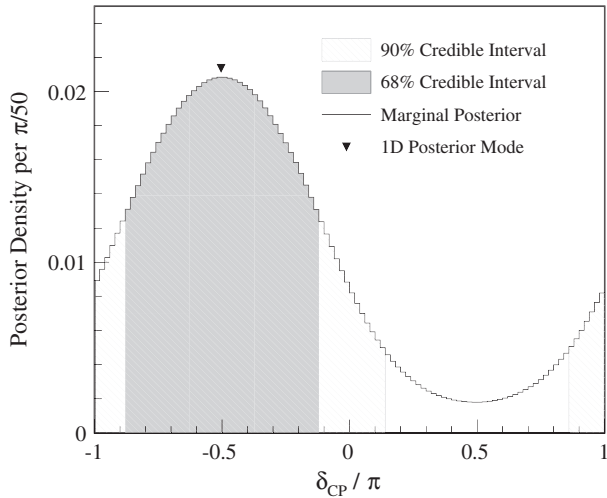 Posterior Density per π/50
90% Credible Interval
68% Credible Interval
Marginal Posterior
1D Posterior Mode
0.02
0.01
0
-1 -0.5 0 0.5 1
δCP / π